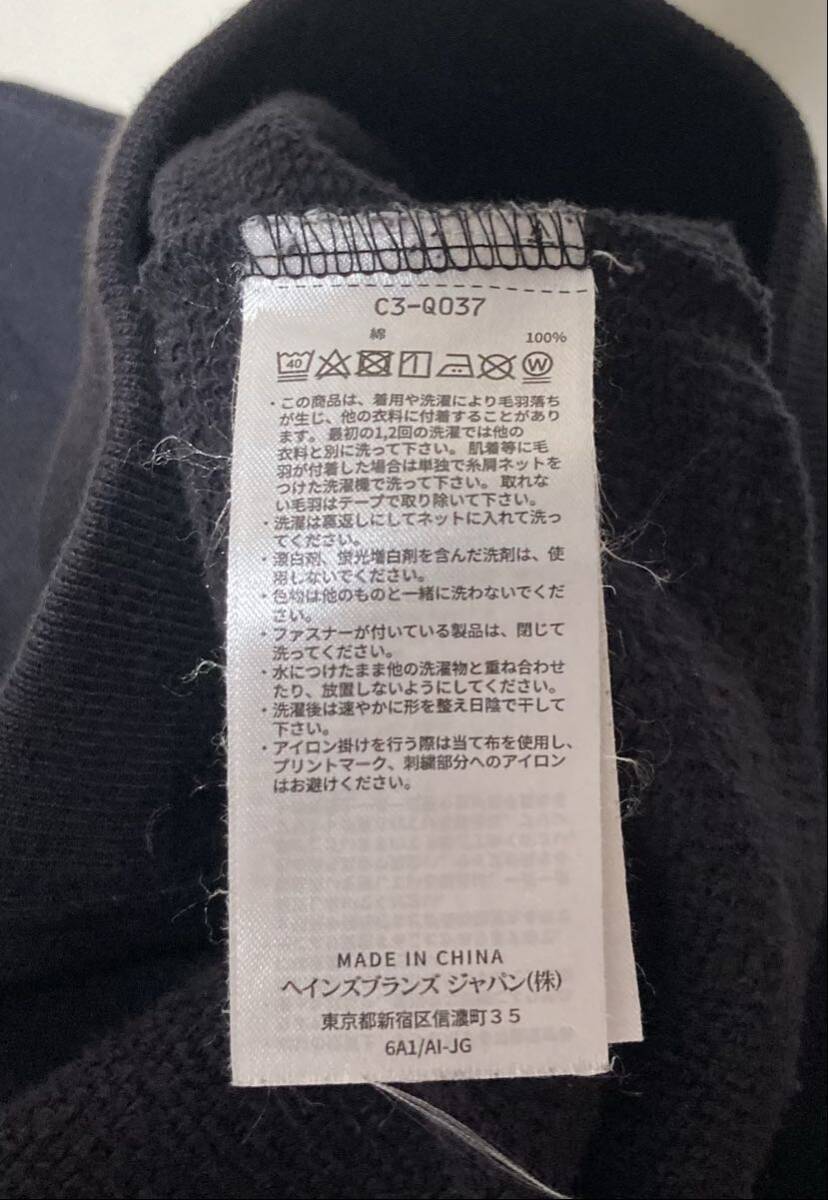 C3-Q037
綿 100%
40 W
・この商品は、着用や洗濯により毛羽落ち
が生じ、他の衣料に付着することがあり
ます。最初の1,2回の洗濯では他の
衣料と別に洗って下さい。肌着等に毛
羽が付着した場合は単独で糸屑ネットを
つけた洗濯機で洗って下さい。取れな
い毛羽はテープで取り除いて下さい。
・洗濯は裏返しにしてネットに入れて洗っ
てください。
・漂白剤、蛍光増白剤を含んだ洗剤は、使
用しないでください。
・色物は他のものと一緒に洗わないでくだ
さい。
・ファスナーが付いている製品は、閉じて
洗ってください。
・水につけたまま他の洗濯物と重ね合わせ
たり、放置しないようにしてください。
・洗濯後は速やかに形を整え日陰で干して
下さい。
・アイロン掛けを行う際は当て布を使用し、
プリントマーク、刺繍部分へのアイロン
はお避けください。
MADE IN CHINA
ヘインズブランズ ジャパン(株)
東京都新宿区信濃町35
6A1/AI-JG